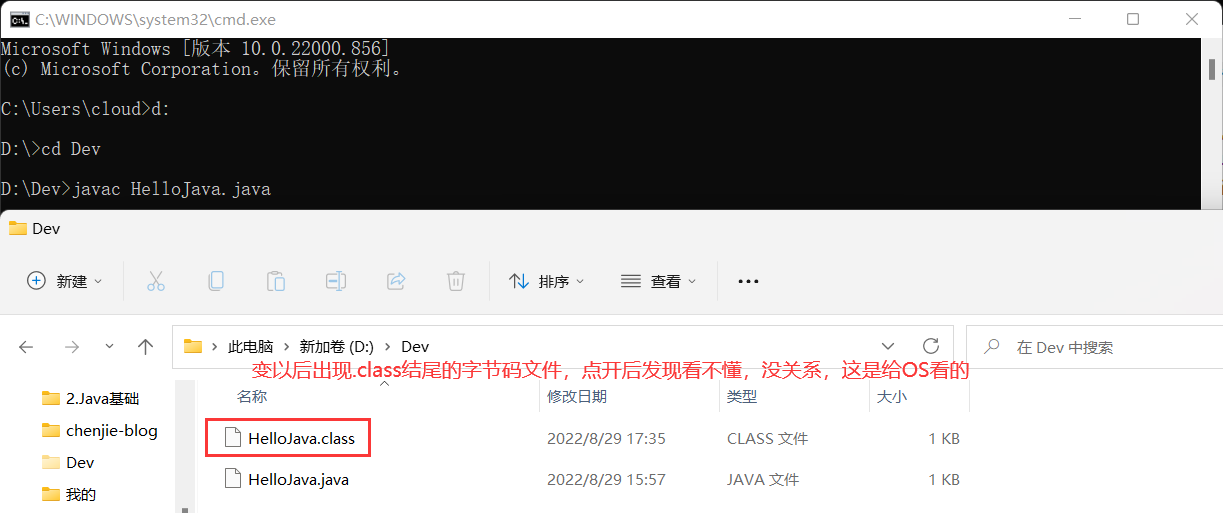 C:\WINDOWS\system32\cmd.exe
Microsoft Windows [版本 10.0.22000.856]
(c) Microsoft Corporation。保留所有权利。
C:\Users\cloud>d:
D:\>cd Dev
D:\Dev>javac HelloJava.java
Dev
新建 排序 查看
此电脑 新加卷 (D:) Dev 在 Dev 中搜索
变以后出现.class结尾的字节码文件，点开后发现看不懂，没关系，这是给OS看的
名称 修改日期 类型 大小
2.Java基础
chenjie-blog
Dev
我的
HelloJava.class 2022/8/29 17:35 CLASS 文件 1 KB
HelloJava.java 2022/8/29 15:57 JAVA 文件 1 KB